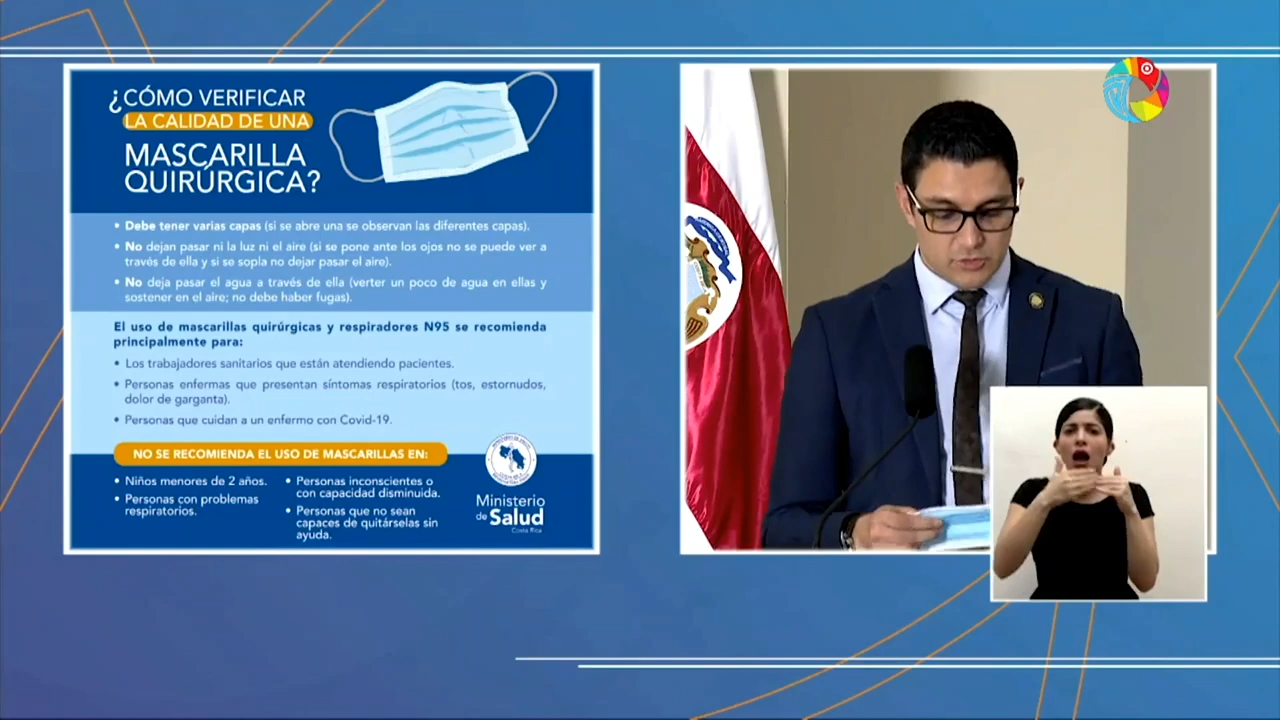 ¿CÓMO VERIFICAR
LA CALIDAD DE UNA
MASCARILLA
QUIRÚRGICA?
• Debe tener varias capas (si se abre una se observan las diferentes capas).
• No dejan pasar ni la luz ni el aire (si se pone ante los ojos no se puede ver a
través de ella y si se sopla no dejar pasar el aire).
• No deja pasar el agua a través de ella (verter un poco de agua en ellas y
sostener en el aire; no debe haber fugas).
El uso de mascarillas quirúrgicas y respiradores N95 se recomienda
principalmente para:
• Los trabajadores sanitarios que están atendiendo pacientes.
• Personas enfermas que presentan síntomas respiratorios (tos, estornudos,
dolor de garganta).
• Personas que cuidan a un enfermo con Covid-19.
NO SE RECOMIENDA EL USO DE MASCARILLAS EN:
• Niños menores de 2 años.
• Personas con problemas
respiratorios.
• Personas inconscientes o
con capacidad disminuida.
• Personas que no sean
capaces de quitárselas sin
ayuda.
Ministerio
de Salud
Costa Rica